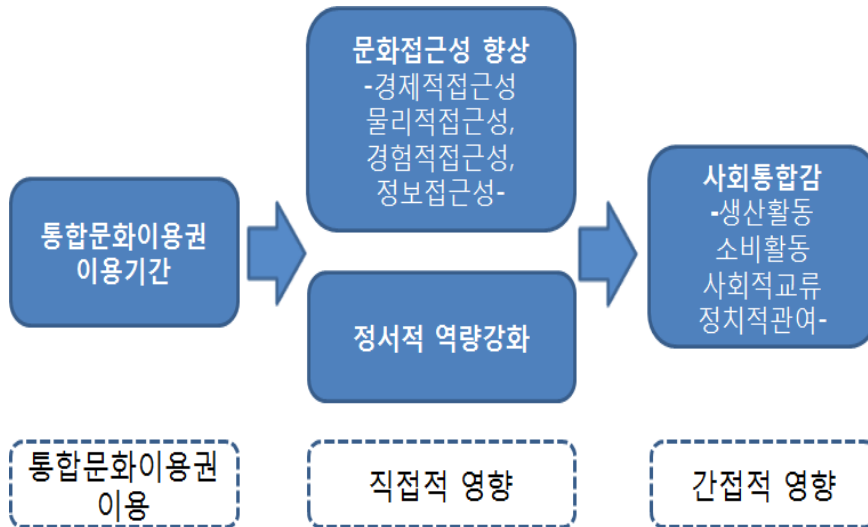 통합문화이용권
이용기간
문화접근성 향상
-경제적접근성
물리적접근성,
경험적접근성,
정보접근성-
정서적 역량강화
사회통합감
-생산활동
소비활동
사회적교류
정치적관여-
통합문화이용권
이용
직접적 영향
간접적 영향